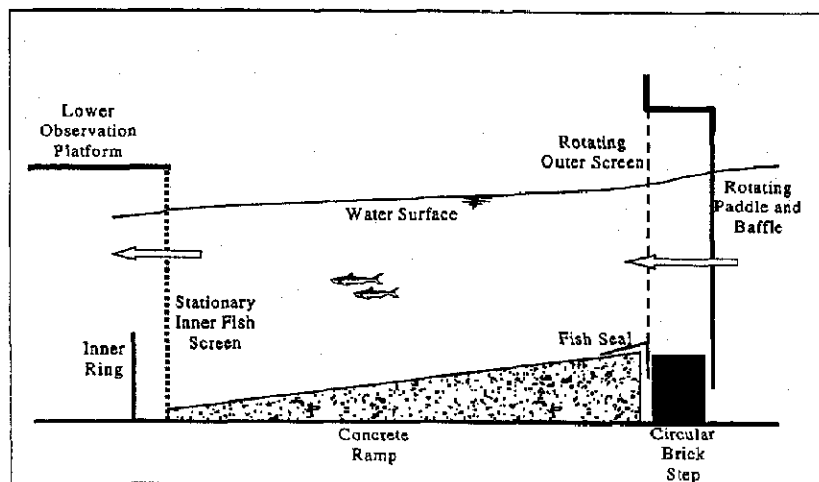 Lower
Observation
Platform
Rotating
Outer Screen
Rotating
Paddle and
Baffle
Water Surface
Stationary
Inner Fish
Screen
Inner
Ring
Fish Seal
Concrete
Ramp
Circular
Brick
Step